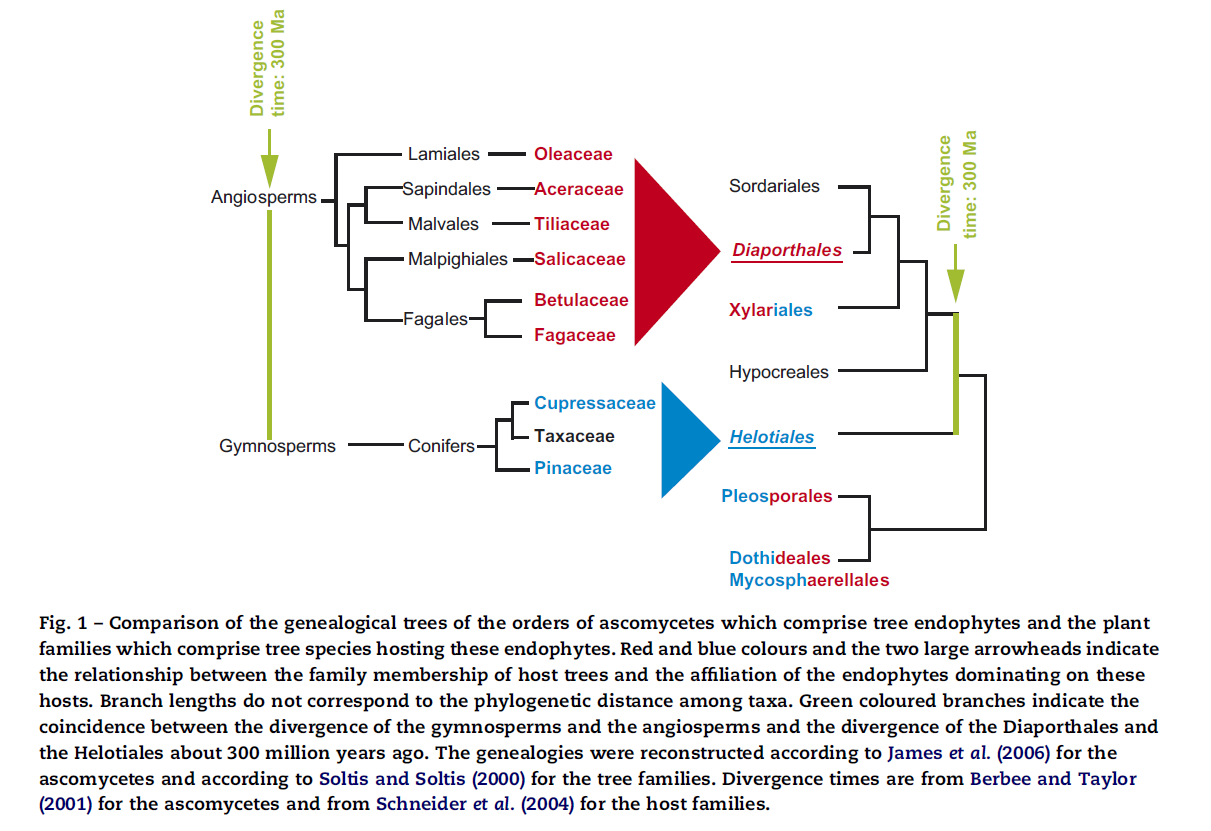 Divergence
time: 300 Ma
Angiosperms
Lamiales
Oleaceae
Sapindales
Aceraceae
Malvales
Tiliaceae
Malpighiales
Salicaceae
Fagales
Betulaceae
Fagaceae
Gymnosperms
Conifers
Cupressaceae
Taxaceae
Pinaceae
Divergence
time: 300 Ma
Sordariales
Diaporthales
Xylariales
Hypocreales
Helotiales
Pleosporales
Dothideales
Mycosphaerellales
Fig. 1 – Comparison of the genealogical trees of the orders of ascomycetes which comprise tree endophytes and the plant
families which comprise tree species hosting these endophytes. Red and blue colours and the two large arrowheads indicate
the relationship between the family membership of host trees and the affiliation of the endophytes dominating on these
hosts. Branch lengths do not correspond to the phylogenetic distance among taxa. Green coloured branches indicate the
coincidence between the divergence of the gymnosperms and the angiosperms and the divergence of the Diaporthales and
the Helotiales about 300 million years ago. The genealogies were reconstructed according to James et al. (2006) for the
ascomycetes and according to Soltis and Soltis (2000) for the tree families. Divergence times are from Berbee and Taylor
(2001) for the ascomycetes and from Schneider et al. (2004) for the host families.